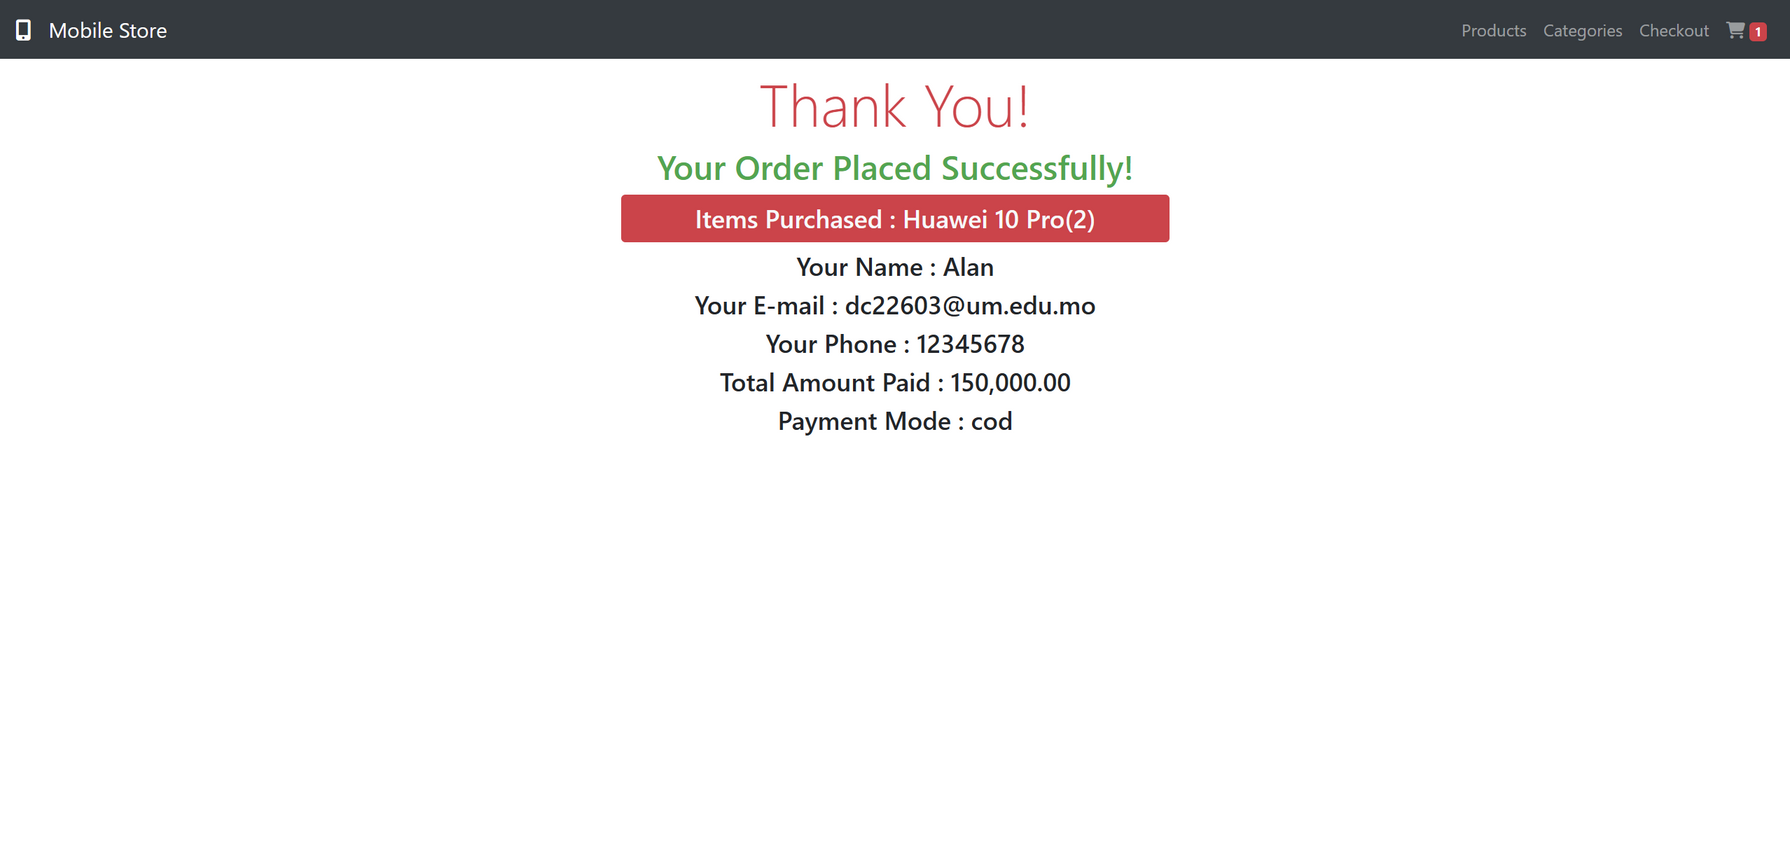 Mobile Store
Products Categories Checkout 1
Thank You!
Your Order Placed Successfully!
Items Purchased : Huawei 10 Pro(2)
Your Name : Alan
Your E-mail : dc22603@um.edu.mo
Your Phone : 12345678
Total Amount Paid : 150,000.00
Payment Mode : cod